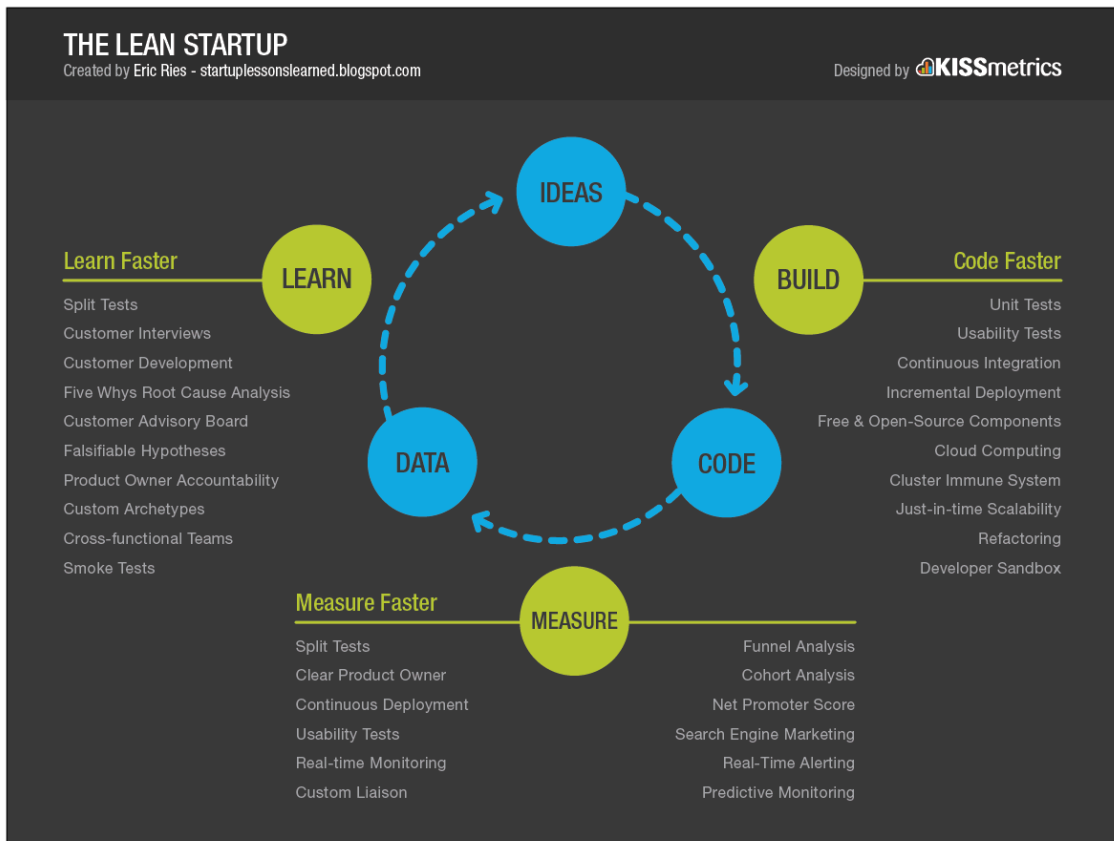 THE LEAN STARTUP
Created by Eric Ries - startuplessonslearned.blogspot.com
Designed by KISSmetrics
IDEAS
LEARN
BUILD
DATA
CODE
MEASURE
Learn Faster
Split Tests
Customer Interviews
Customer Development
Five Whys Root Cause Analysis
Customer Advisory Board
Falsifiable Hypotheses
Product Owner Accountability
Custom Archetypes
Cross-functional Teams
Smoke Tests
Code Faster
Unit Tests
Usability Tests
Continuous Integration
Incremental Deployment
Free & Open-Source Components
Cloud Computing
Cluster Immune System
Just-in-time Scalability
Refactoring
Developer Sandbox
Measure Faster
Split Tests
Clear Product Owner
Continuous Deployment
Usability Tests
Real-time Monitoring
Custom Liaison
Funnel Analysis
Cohort Analysis
Net Promoter Score
Search Engine Marketing
Real-Time Alerting
Predictive Monitoring